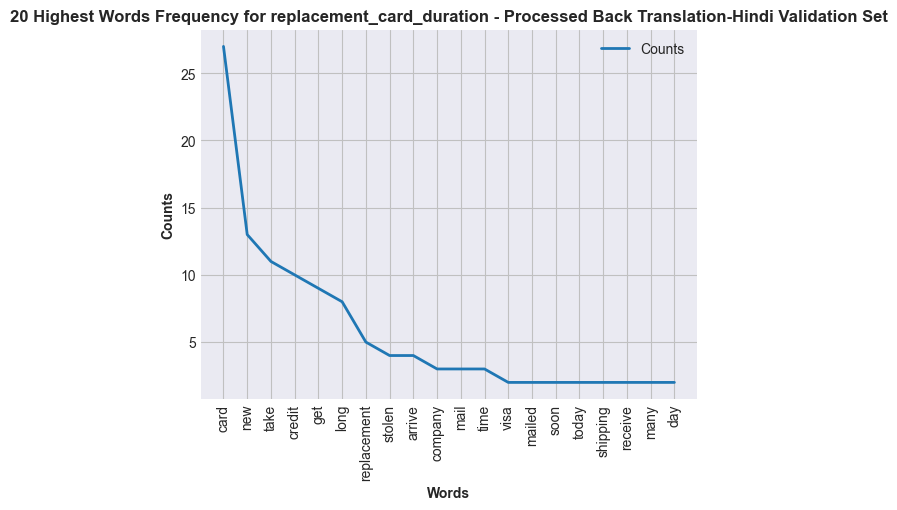 20 Highest Words Frequency for replacement_card_duration - Processed Back Translation-Hindi Validation Set
Counts
Counts
25
20
15
10
5
card
new
take
credit
get
long
replacement
stolen
arrive
company
mail
time
visa
mailed
soon
today
shipping
receive
many
day
Words